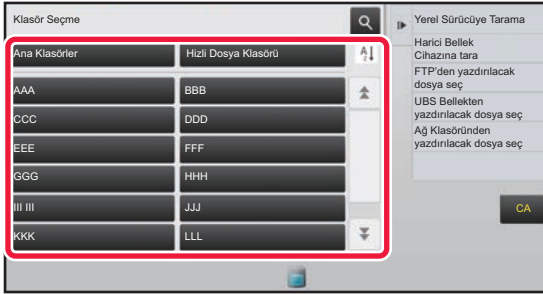 Klasör Seçme
Ana Klasörler
Hizli Dosya Klasörü
AAA
BBB
CCC
DDD
EEE
FFF
GGG
HHH
III III
JJJ
KKK
LLL
Yerel Sürücüye Tarama
Harici Bellek
Cihazına tara
FTP'den yazdırılacak
dosya seç
UBS Bellekten
yazdırılacak dosya seç
Ağ Klasöründen
yazdırılacak dosya seç
CA